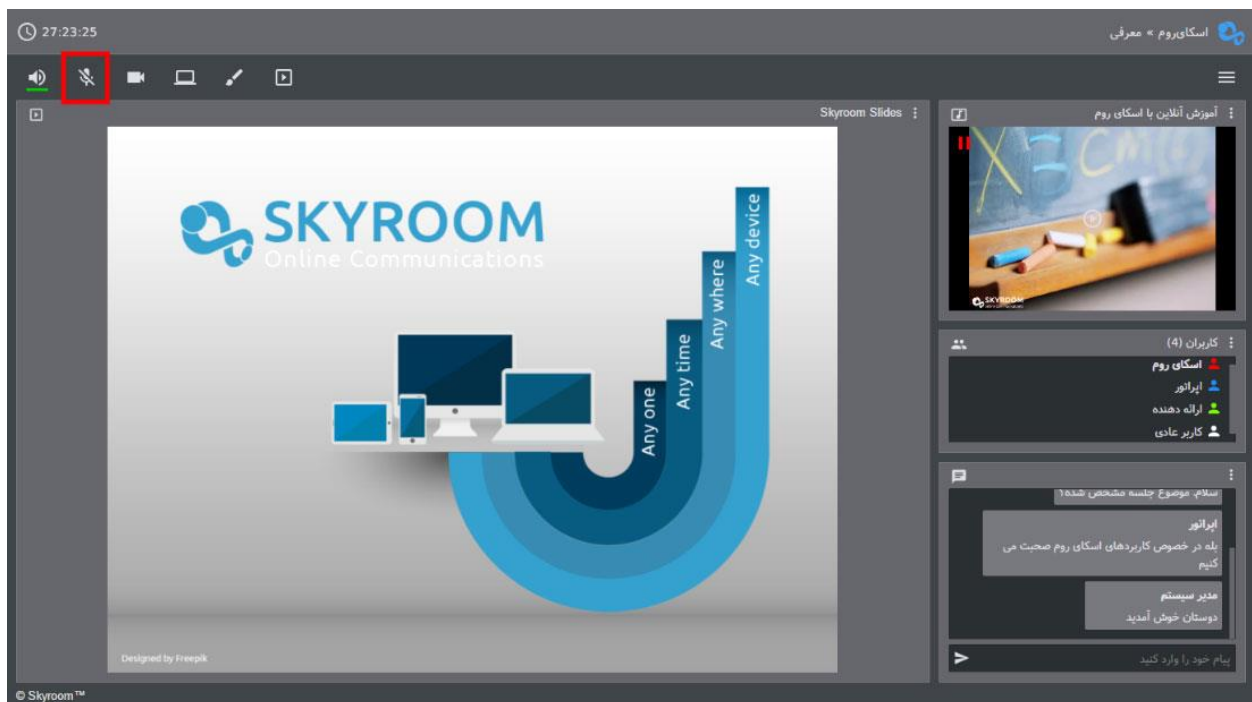 27:23:25
اسکای‌روم » معرفی
Skyroom Slides
SKYROOM
Online Communications
Any one
Any time
Any where
Any device
Designed by Freepik
آموزش آنلاین با اسکای روم
SKYROOM
کاربران (4)
اسکای روم
اپراتور
ارائه دهنده
کاربر عادی
سلام. موضوع جلسه مشخص شده؟
اپراتور
بله در خصوص کاربردهای اسکای روم صحبت می
کنیم
مدیر سیستم
دوستان خوش آمدید
پیام خود را وارد کنید
© Skyroom™